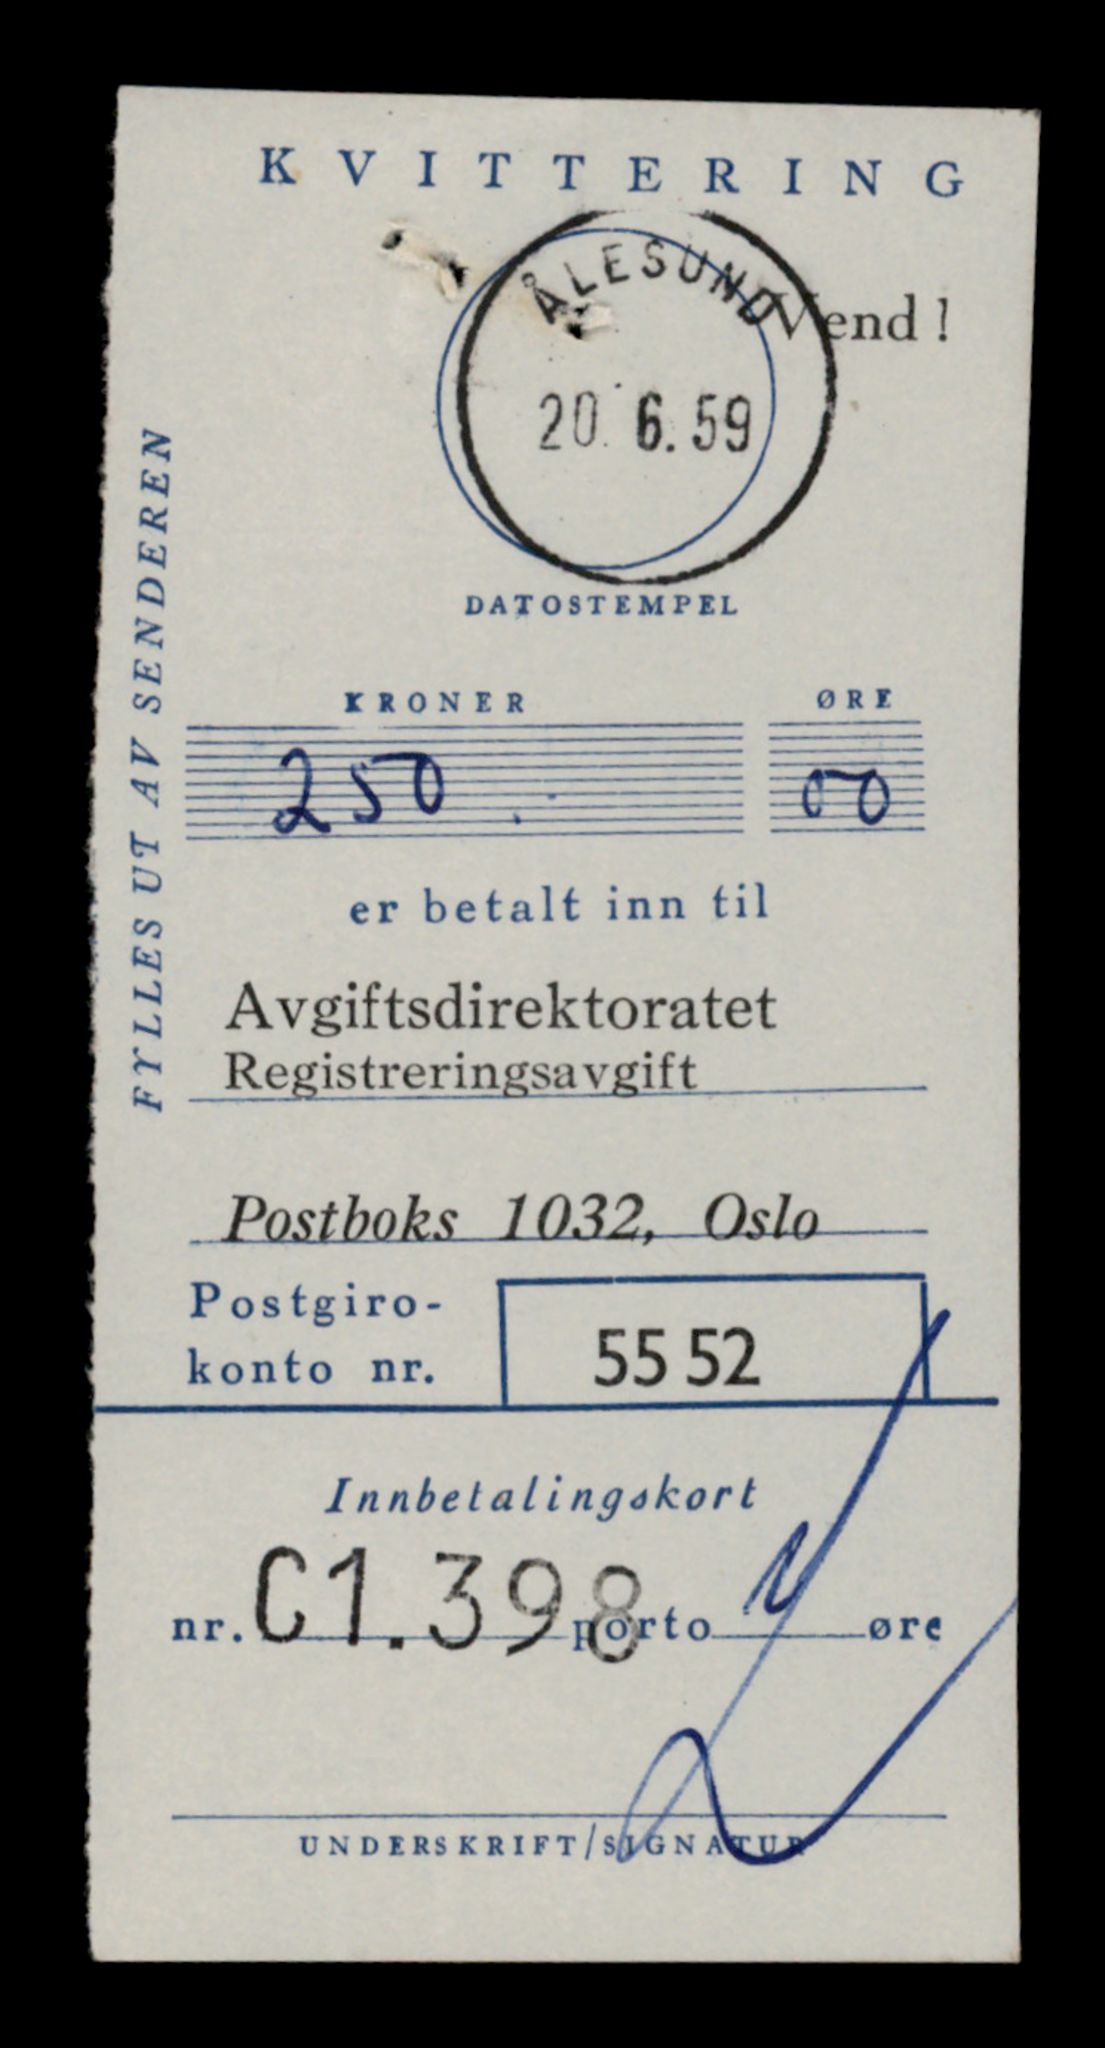 KVITTERING
ÅLESUND
Vend!
20. 6. 59
DATOSTEMPEL
FYLLES UT AV SENDEREN
KRONER ØRE
250. 00
er betalt inn til
Avgiftsdirektoratet
Registreringsavgift
Postboks 1032, Oslo
Postgiro-
konto nr. 55 52
Innbetalingskort
nr. C1.398 porto øre
UNDERSKRIFT/SIGNATUR